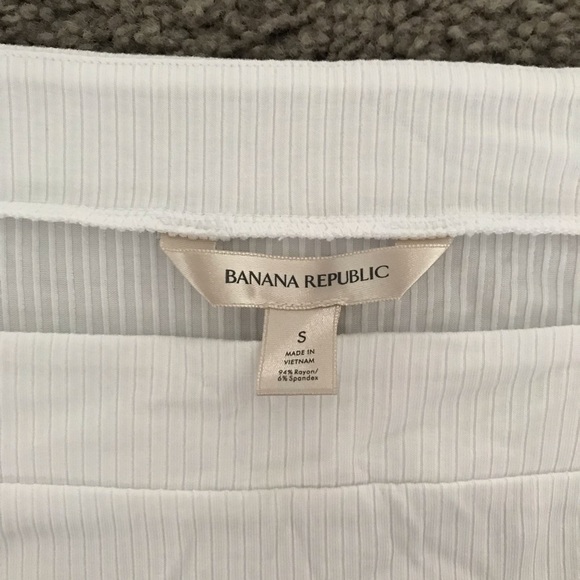 BANANA REPUBLIC
S
MADE IN
VIETNAM
94% Rayon/
6% Spandex